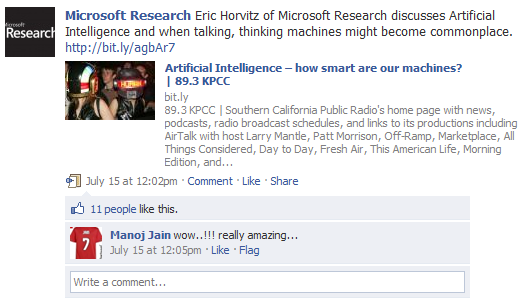 Microsoft
Research
Microsoft Research Eric Horvitz of Microsoft Research discusses Artificial
Intelligence and when talking, thinking machines might become commonplace.
http://bit.ly/agbAr7
Artificial Intelligence – how smart are our machines?
| 89.3 KPCC
bit.ly
89.3 KPCC | Southern California Public Radio's home page with news,
podcasts, radio broadcast schedules, and links to its productions including
AirTalk with host Larry Mantle, Patt Morrison, Off-Ramp, Marketplace, All
Things Considered, Day to Day, Fresh Air, This American Life, Morning
Edition, and...
July 15 at 12:02pm · Comment · Like · Share
11 people like this.
7
Manoj Jain wow..!!! really amazing...
July 15 at 12:05pm · Like · Flag
Write a comment...